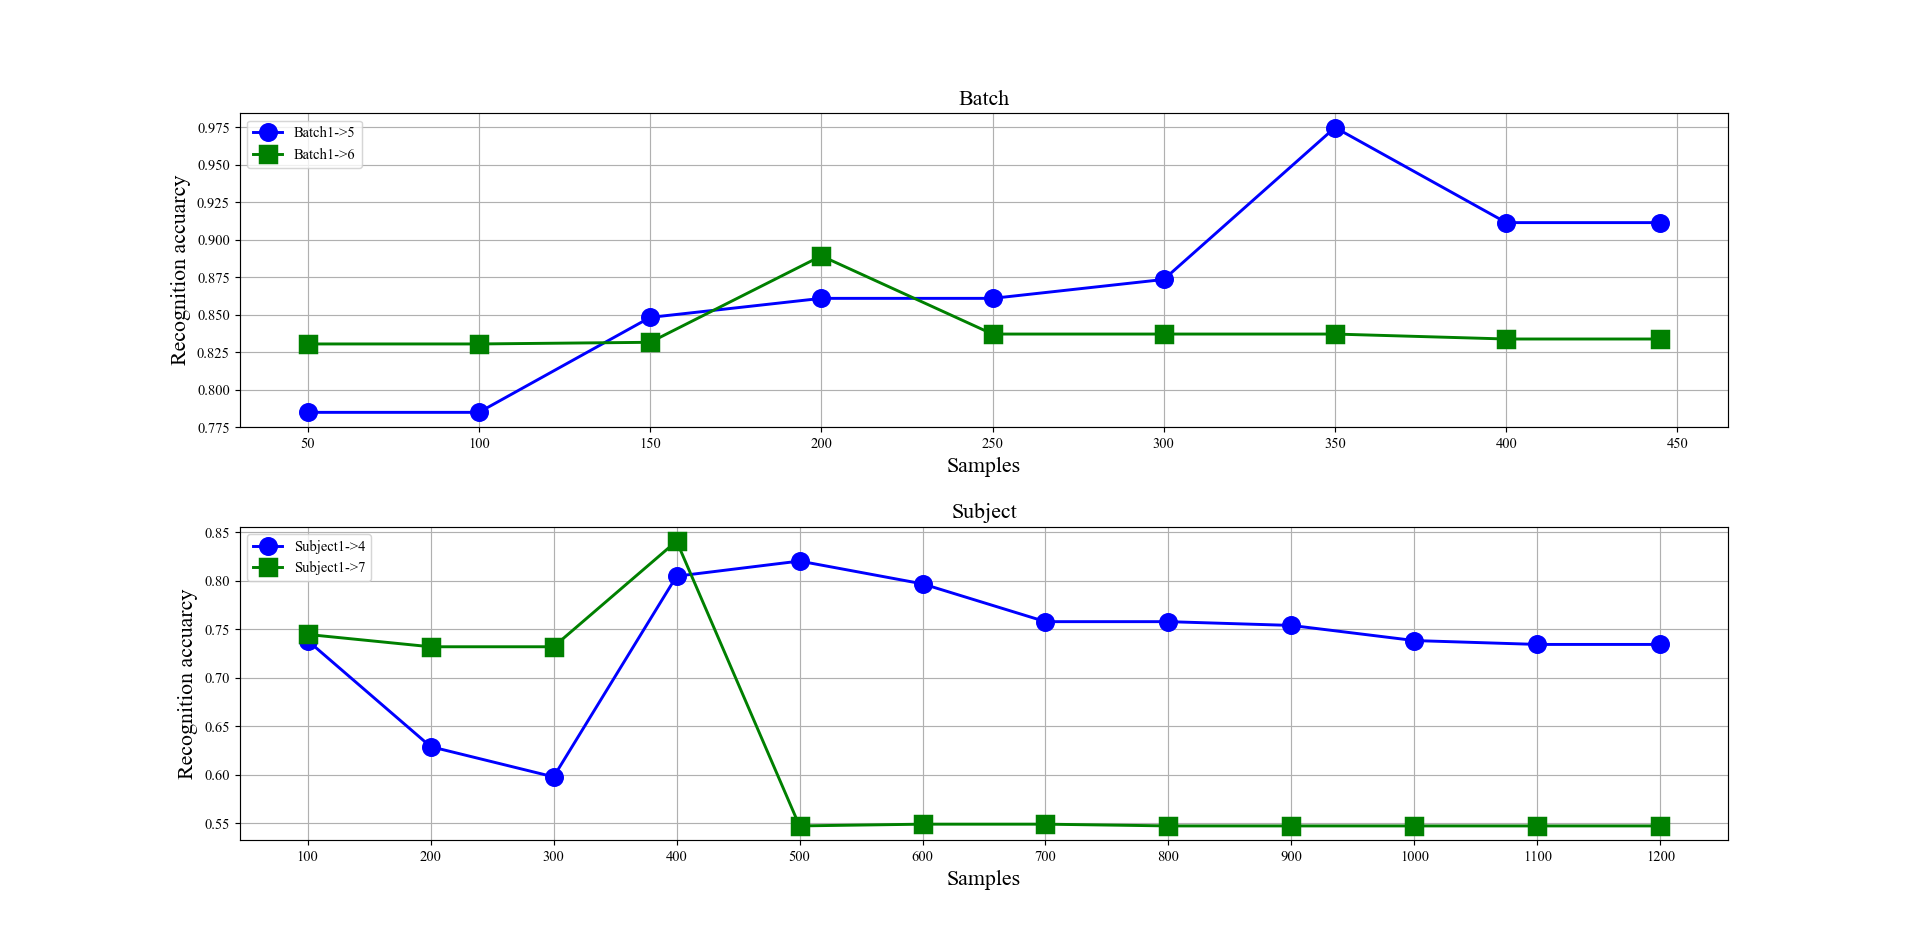 Batch
Recognition accuarcy
0.975
0.950
0.925
0.900
0.875
0.850
0.825
0.800
0.775
Batch1->5
Batch1->6
50 100 150 200 250 300 350 400 450
Samples
Subject
Recognition accuarcy
0.85
0.80
0.75
0.70
0.65
0.60
0.55
Subject1->4
Subject1->7
100 200 300 400 500 600 700 800 900 1000 1100 1200
Samples